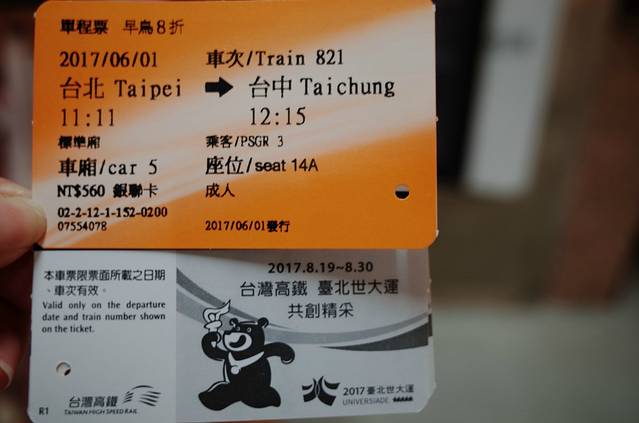 單程票 早鳥8折
2017/06/01 車次/Train 821
台北 Taipei ➡ 台中 Taichung
11:11 12:15
標準廂 乘客/PSGR 3
車廂/car 5 座位/seat 14A
NT$560 銀聯卡 成人
02-2-12-1-152-0200
07554078 2017/06/01發行
本車票限票面所載之日期
、車次有效。
Valid only on the departure
date and train number shown
on the ticket.
2017.8.19~8.30
台灣高鐵 臺北世大運
共創精采
R1
台灣高鐵
TAIWAN HIGH SPEED RAIL
2017臺北世大運
UNIVERSIADE